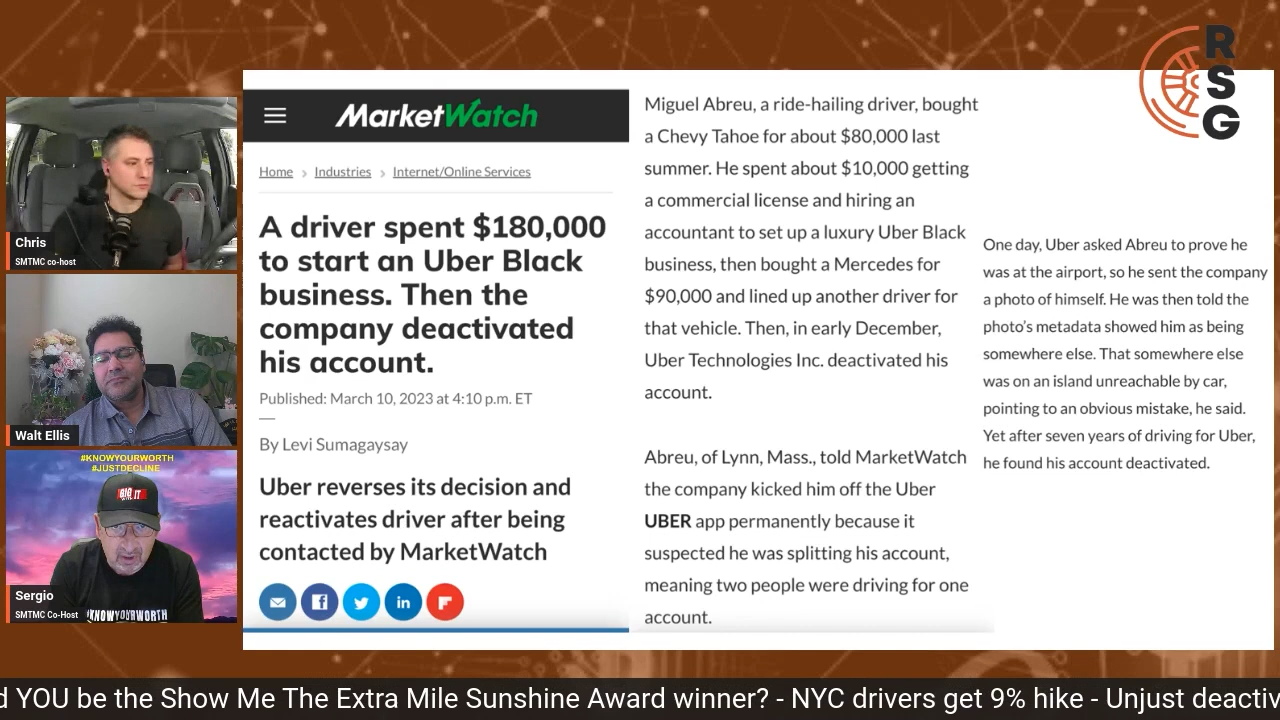 R
S
G
MarketWatch
Home > Industries > Internet/Online Services
A driver spent $180,000
to start an Uber Black
business. Then the
company deactivated
his account.
Published: March 10, 2023 at 4:10 p.m. ET
By Levi Sumagaysay
Uber reverses its decision and
reactivates driver after being
contacted by MarketWatch
in
Miguel Abreu, a ride-hailing driver, bought
a Chevy Tahoe for about $80,000 last
summer. He spent about $10,000 getting
a commercial license and hiring an
accountant to set up a luxury Uber Black
business, then bought a Mercedes for
$90,000 and lined up another driver for
that vehicle. Then, in early December,
Uber Technologies Inc. deactivated his
account.
Abreu, of Lynn, Mass., told MarketWatch
the company kicked him off the Uber
UBER app permanently because it
suspected he was splitting his account,
meaning two people were driving for one
account.
One day, Uber asked Abreu to prove he
was at the airport, so he sent the company
a photo of himself. He was then told the
photo's metadata showed him as being
somewhere else. That somewhere else
was on an island unreachable by car,
pointing to an obvious mistake, he said.
Yet after seven years of driving for Uber,
he found his account deactivated.
Chris
SMTMC co-host
Walt Ellis
#KNOWYOURWORTH
#JUSTDECLINE
Sergio
SMTMC Co-Host
#KNOWYOURWORTH
d YOU be the Show Me The Extra Mile Sunshine Award winner? - NYC drivers get 9% hike - Unjust deactiv